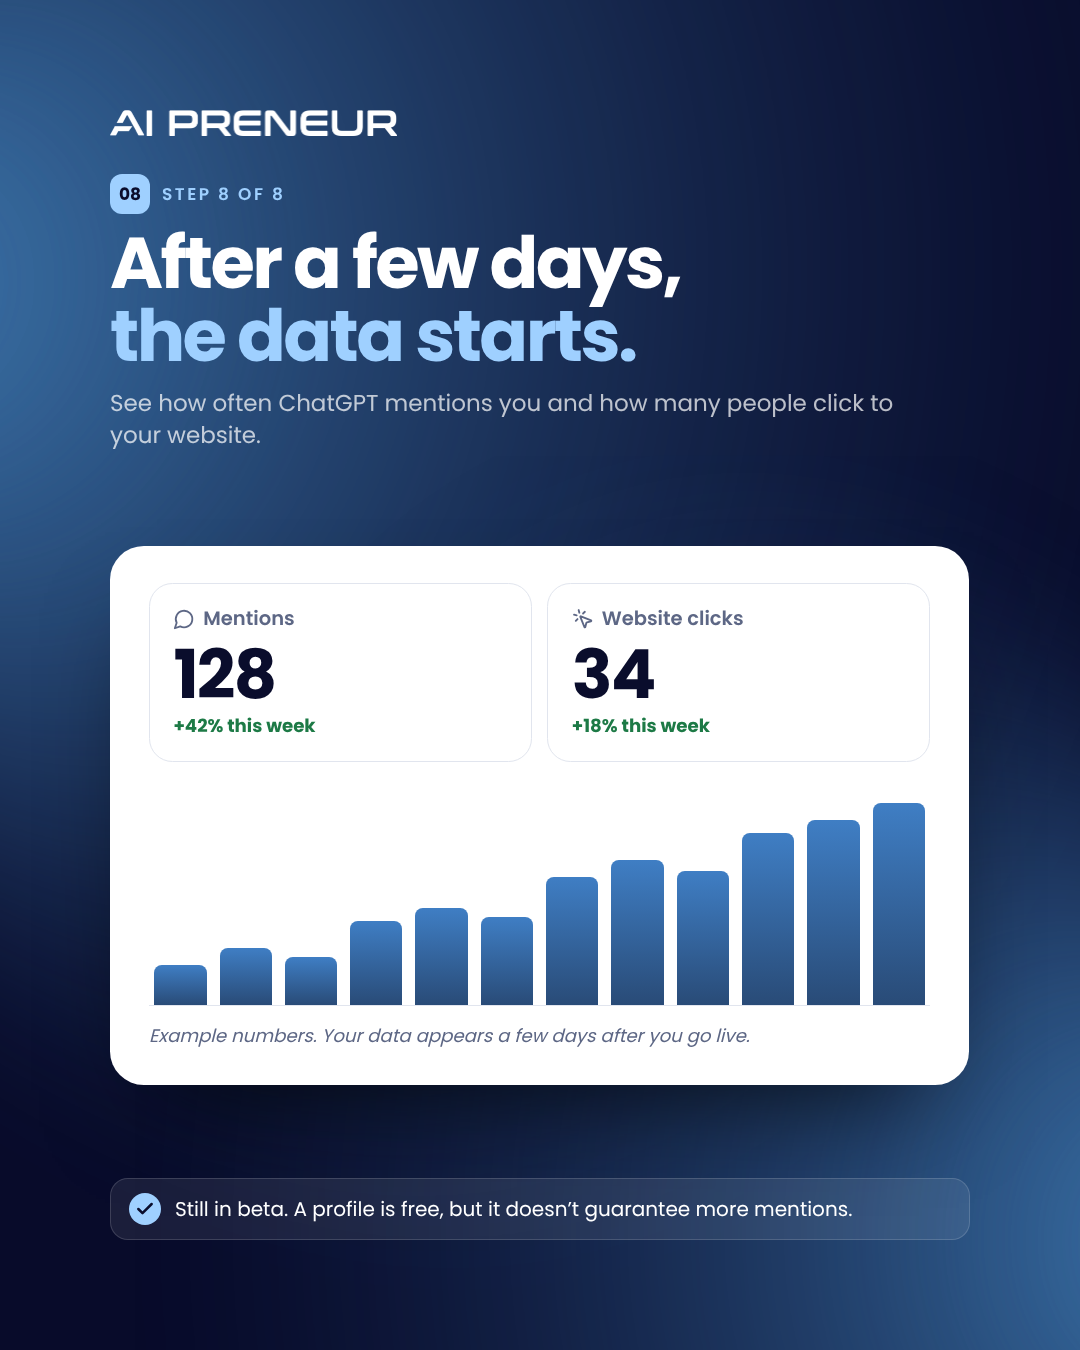 AI PRENEUR
08 STEP 8 OF 8
After a few days,
the data starts.
See how often ChatGPT mentions you and how many people click to
your website.
Mentions
128
+42% this week
Website clicks
34
+18% this week
Example numbers. Your data appears a few days after you go live.
Still in beta. A profile is free, but it doesn’t guarantee more mentions.